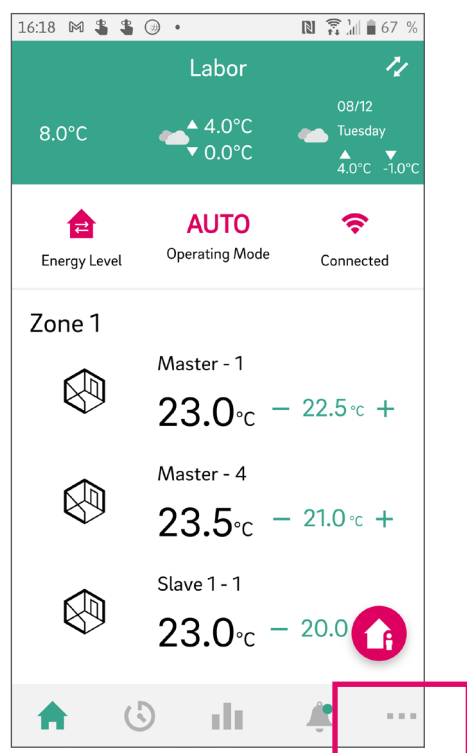 16:18 67 %
Labor
8.0°C
▲ 4.0°C
▼ 0.0°C
08/12
Tuesday
▲ ▼
4.0°C -1.0°C
AUTO
Energy Level Operating Mode Connected
Zone 1
Master - 1
23.0°C − 22.5 °C +
Master - 4
23.5°C − 21.0 °C +
Slave 1 - 1
23.0°C − 20.0